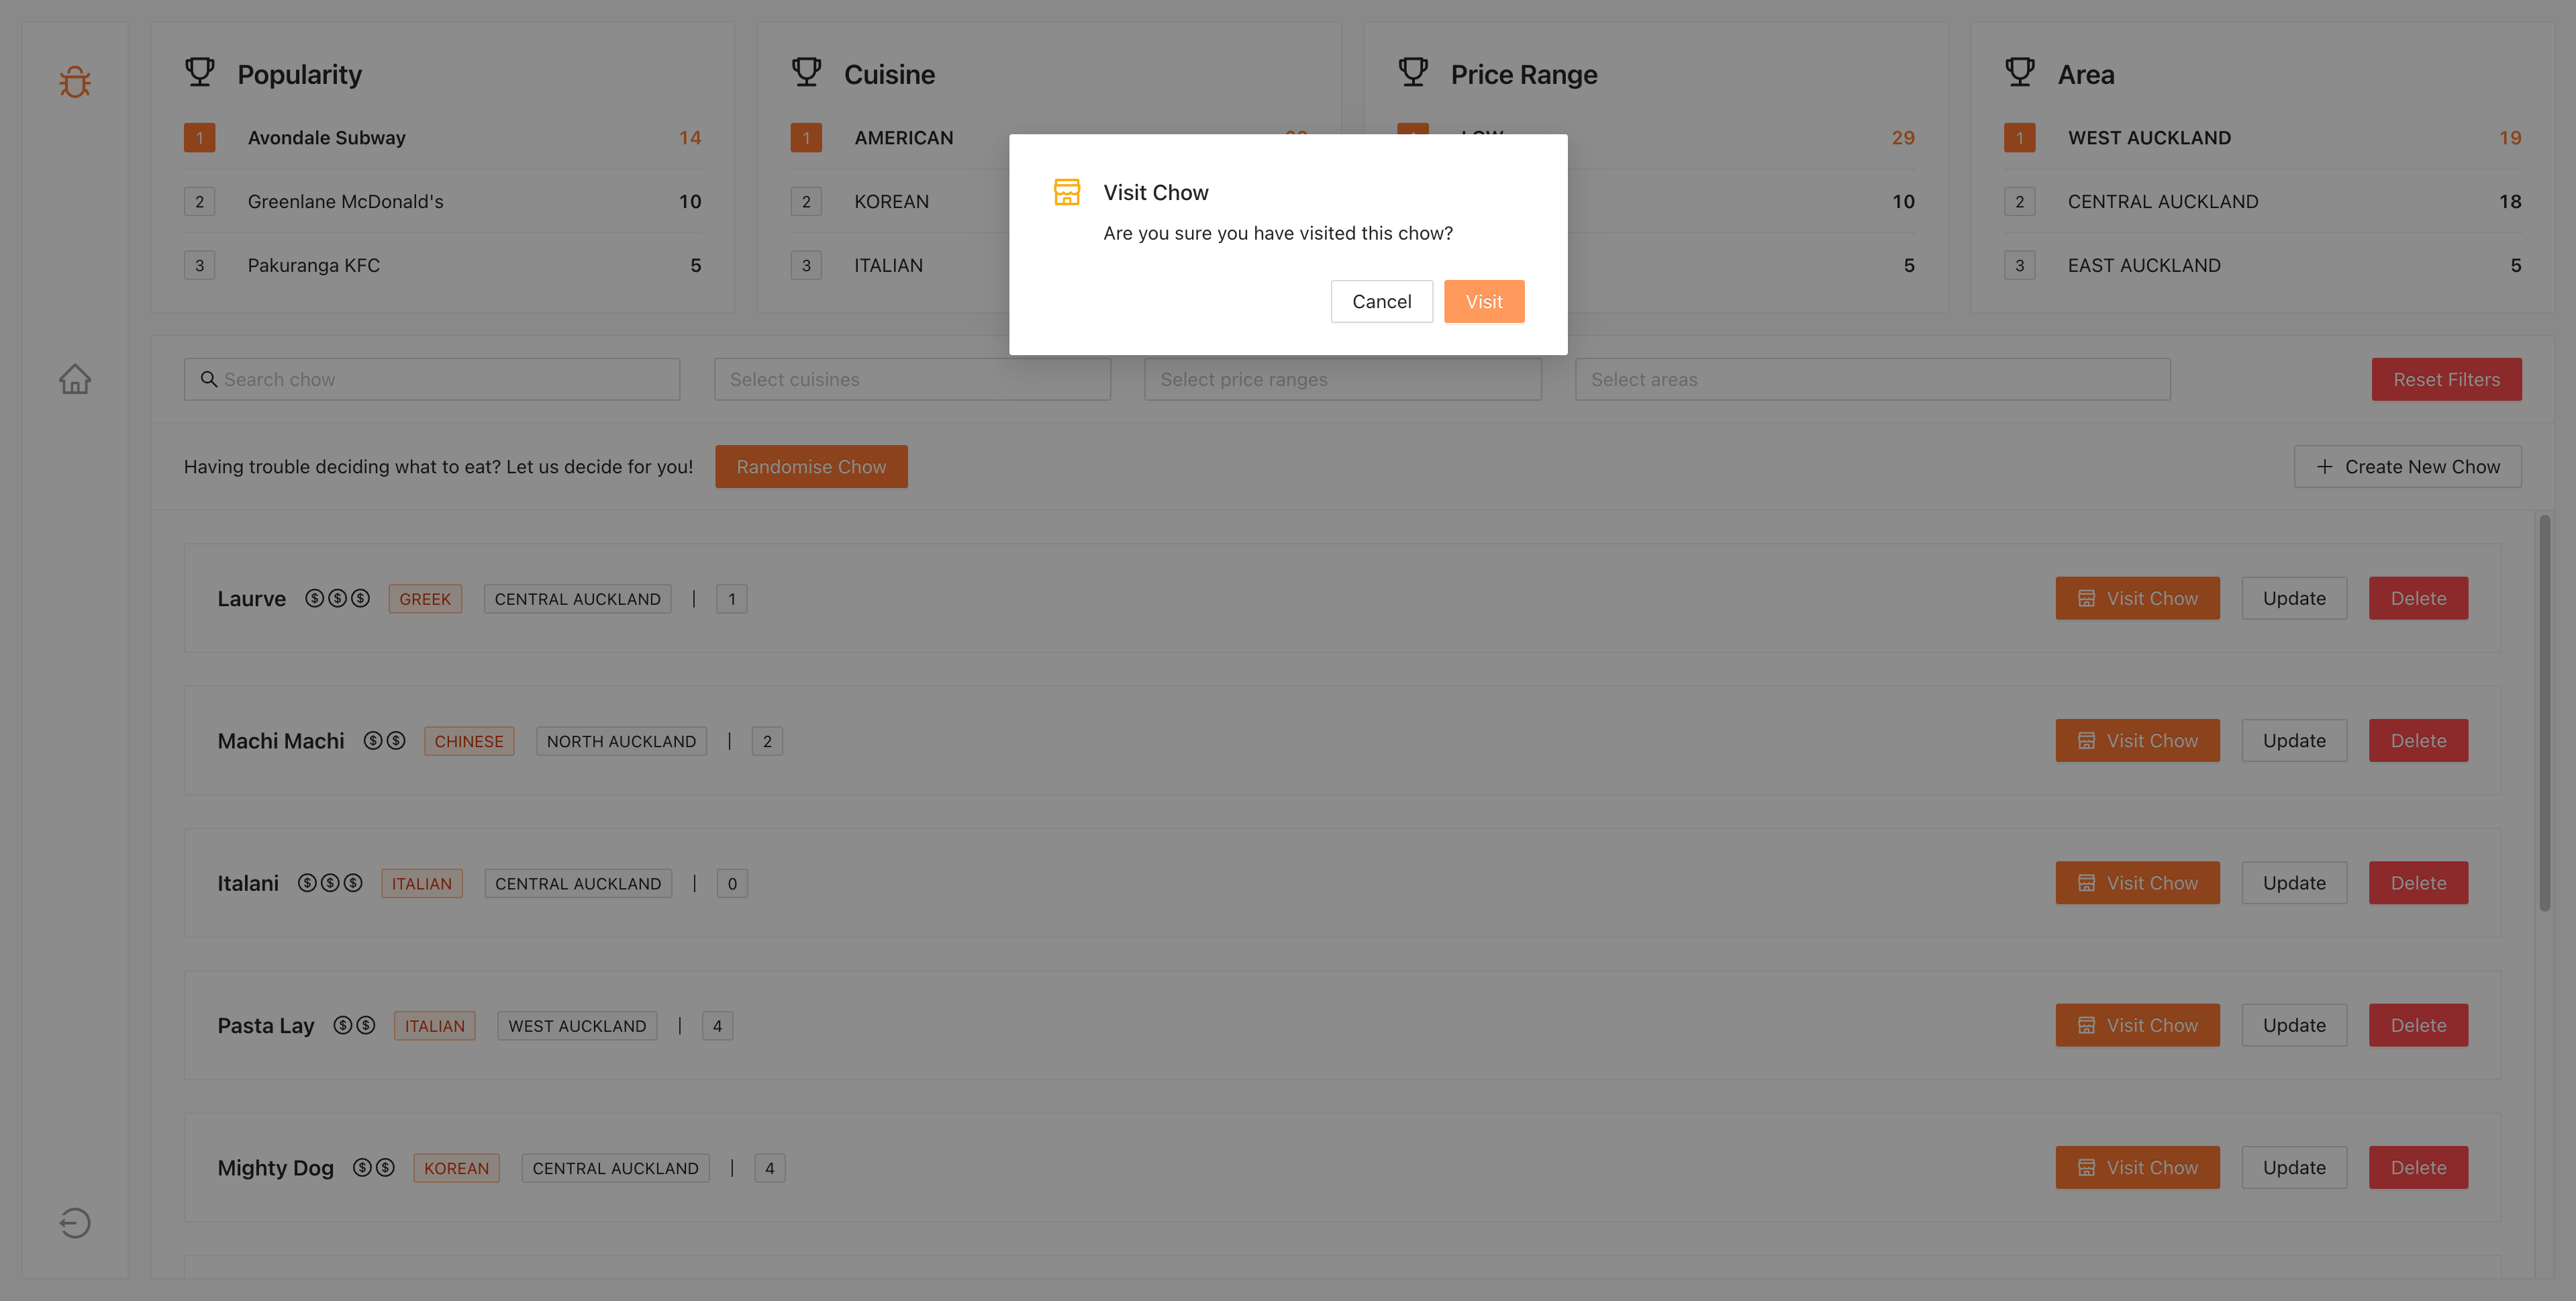 Popularity
1 Avondale Subway 14
2 Greenlane McDonald's 10
3 Pakuranga KFC 5
Cuisine
1 AMERICAN
2 KOREAN
3 ITALIAN
Price Range
29
10
5
Area
1 WEST AUCKLAND 19
2 CENTRAL AUCKLAND 18
3 EAST AUCKLAND 5
Visit Chow
Are you sure you have visited this chow?
Cancel Visit
Search chow Select cuisines Select price ranges Select areas Reset Filters
Having trouble deciding what to eat? Let us decide for you! Randomise Chow + Create New Chow
Laurve $ $ $ GREEK CENTRAL AUCKLAND | 1 Visit Chow Update Delete
Machi Machi $ $ CHINESE NORTH AUCKLAND | 2 Visit Chow Update Delete
Italani $ $ $ ITALIAN CENTRAL AUCKLAND | 0 Visit Chow Update Delete
Pasta Lay $ $ ITALIAN WEST AUCKLAND | 4 Visit Chow Update Delete
Mighty Dog $ $ KOREAN CENTRAL AUCKLAND | 4 Visit Chow Update Delete